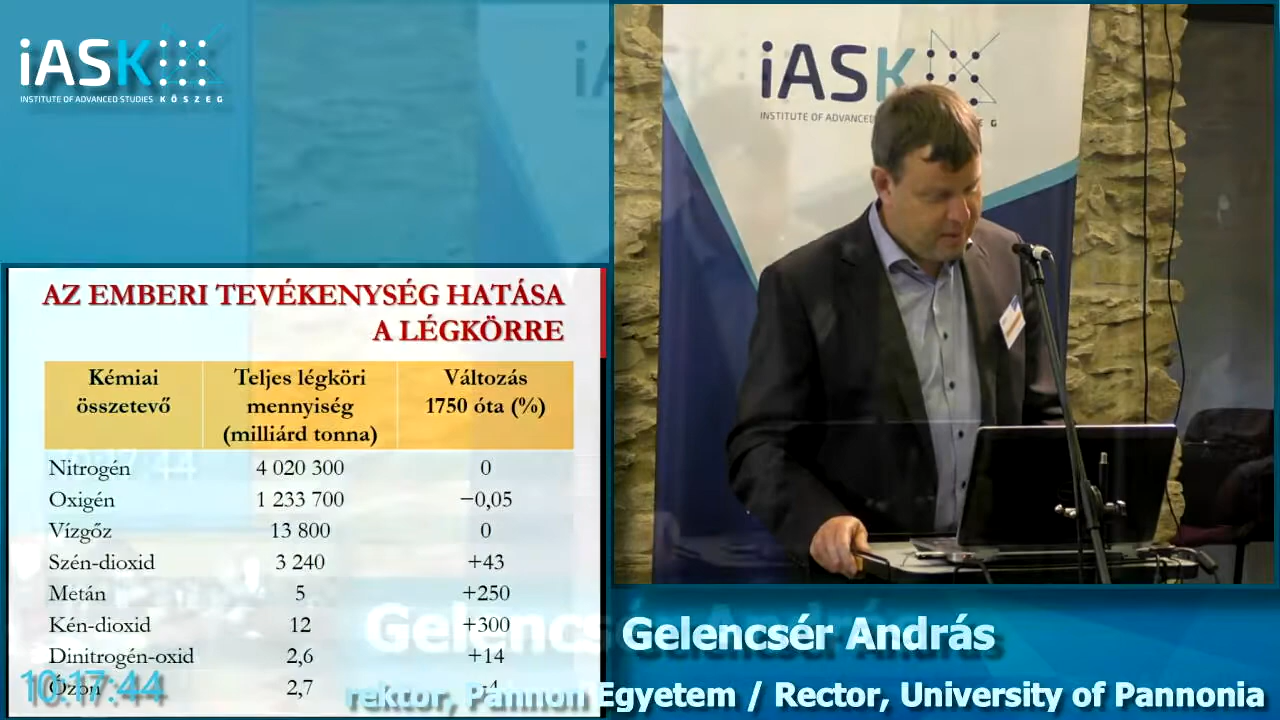 iASK
INSTITUTE OF ADVANCED STUDIES KŐSZEG
iASK
INSTITUTE OF ADVANCED
AZ EMBERI TEVÉKENYSÉG HATÁSA
A LÉGKÖRRE
Kémiai összetevő Teljes légköri mennyiség (milliárd tonna) Változás 1750 óta (%)
Nitrogén 4 020 300 0
Oxigén 1 233 700 −0,05
Vízgőz 13 800 0
Szén-dioxid 3 240 +43
Metán 5 +250
Kén-dioxid 12 +300
Dinitrogén-oxid 2,6 +14
Ózon 2,7
10:17:44
Gelencsér András
rektor, Pannon Egyetem / Rector, University of Pannonia